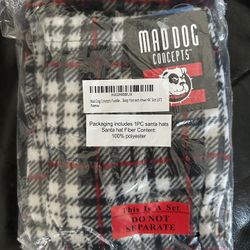 MAD DOG
CONCEPTS
Packaging includes 1PC santa hats
Santa hat Fiber Content:
100% polyester
This Is A Set
DO NOT
SEPARATE